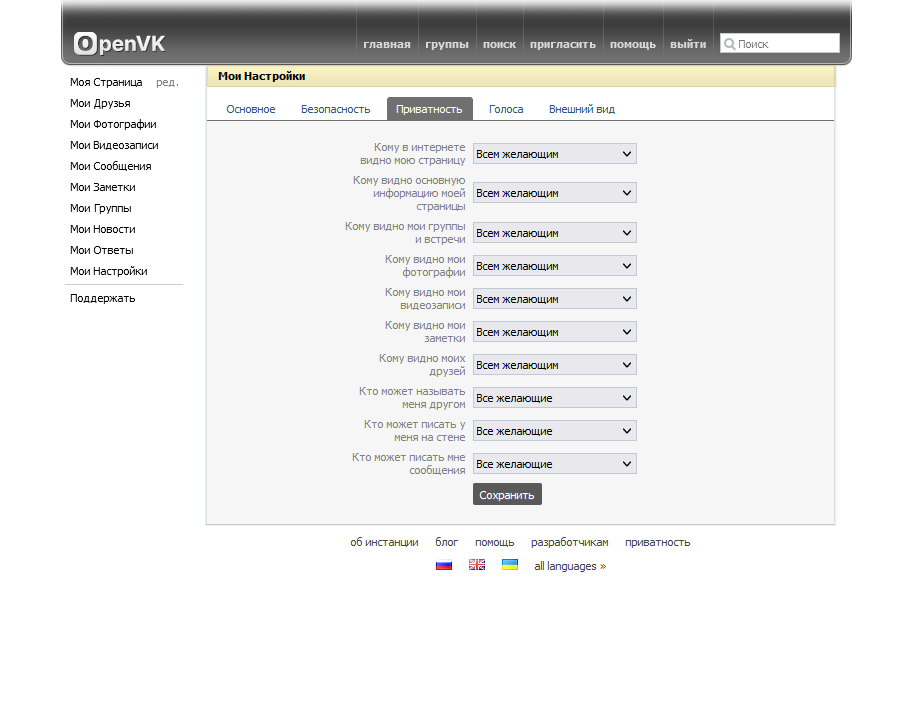 OpenVK
главная группы поиск пригласить помощь выйти Поиск
Моя Страница ред.
Мои Друзья
Мои Фотографии
Мои Видеозаписи
Мои Сообщения
Мои Заметки
Мои Группы
Мои Новости
Мои Ответы
Мои Настройки
Поддержать
Мои Настройки
Основное Безопасность Приватность Голоса Внешний вид
Кому в интернете
видно мою страницу
Всем желающим
Кому видно основную
информацию моей
страницы
Всем желающим
Кому видно мои группы
и встречи
Всем желающим
Кому видно мои
фотографии
Всем желающим
Кому видно мои
видеозаписи
Всем желающим
Кому видно мои
заметки
Всем желающим
Кому видно моих
друзей
Всем желающим
Кто может называть
меня другом
Все желающие
Кто может писать у
меня на стене
Все желающие
Кто может писать мне
сообщения
Все желающие
Сохранить
об инстанции блог помощь разработчикам приватность
all languages »